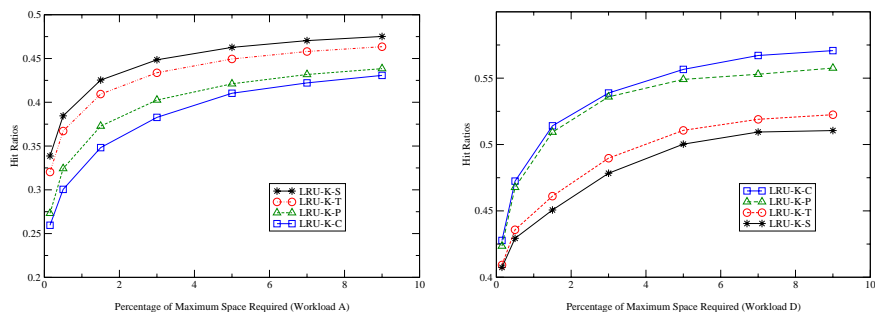 0.5
0.45
0.4
0.35
0.3
0.25
0.2
Hit Ratios
LRU-K-S
LRU-K-T
LRU-K-P
LRU-K-C
0 2 4 6 8 10
Percentage of Maximum Space Required (Workload A)
0.55
0.5
0.45
0.4
Hit Ratios
LRU-K-C
LRU-K-P
LRU-K-T
LRU-K-S
0 2 4 6 8 10
Percentage of Maximum Space Required (Workload D)